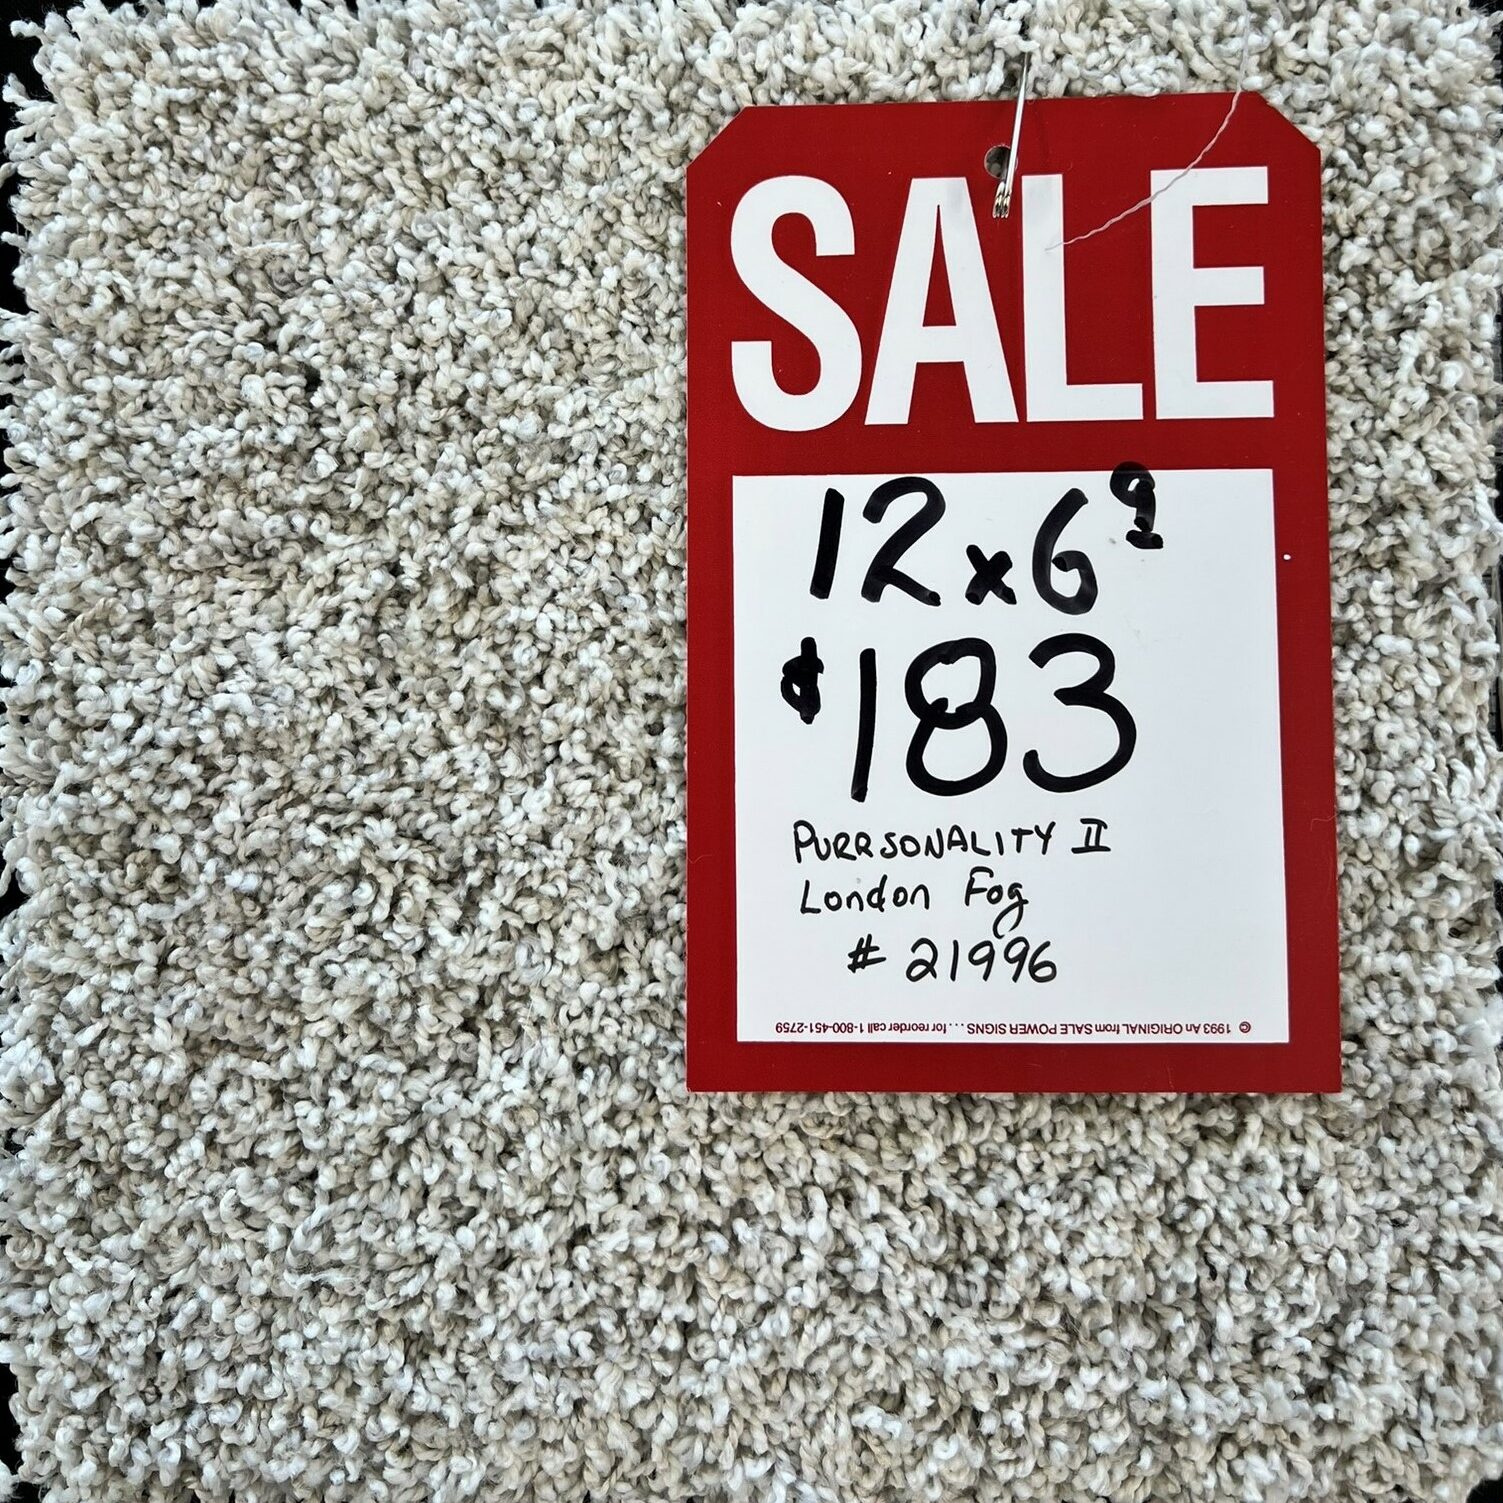 SALE
12x6⁹
$183
PURRSONALITY II
London Fog
# 21996
© 1993 An ORIGINAL from SALE POWER SIGNS .... for reorder call 1-800-451-2759